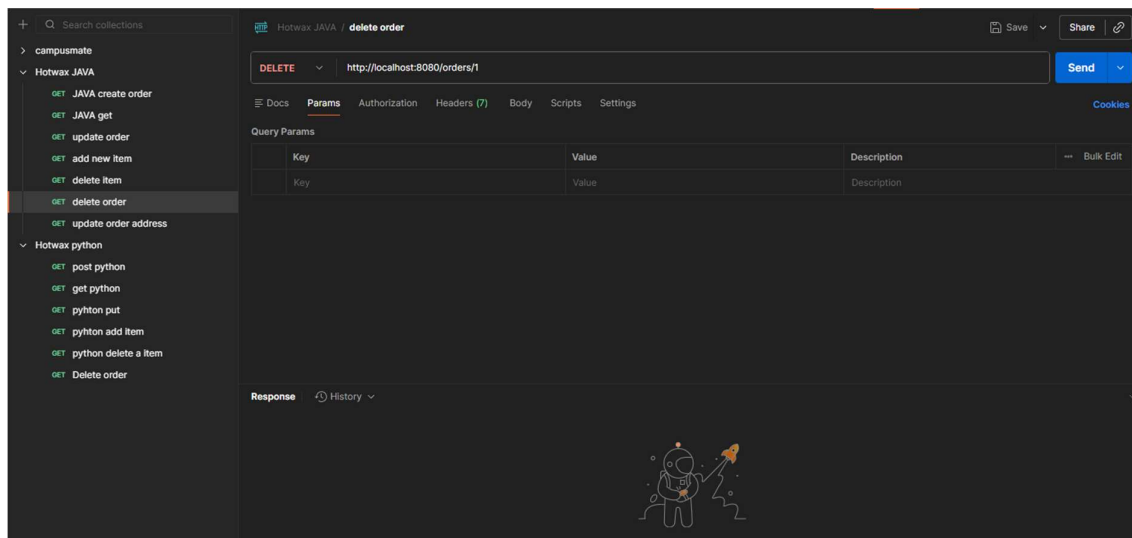 Search collections
campusmate
Hotwax JAVA
GET JAVA create order
GET JAVA get
GET update order
GET add new item
GET delete item
GET delete order
GET update order address
Hotwax python
GET post python
GET get python
GET pyhton put
GET pyhton add item
GET python delete a item
GET Delete order
HTTP Hotwax JAVA / delete order
Save Share
DELETE http://localhost:8080/orders/1 Send
Docs Params Authorization Headers (7) Body Scripts Settings Cookies
Query Params
Key Value Description Bulk Edit
Key Value Description
Response History